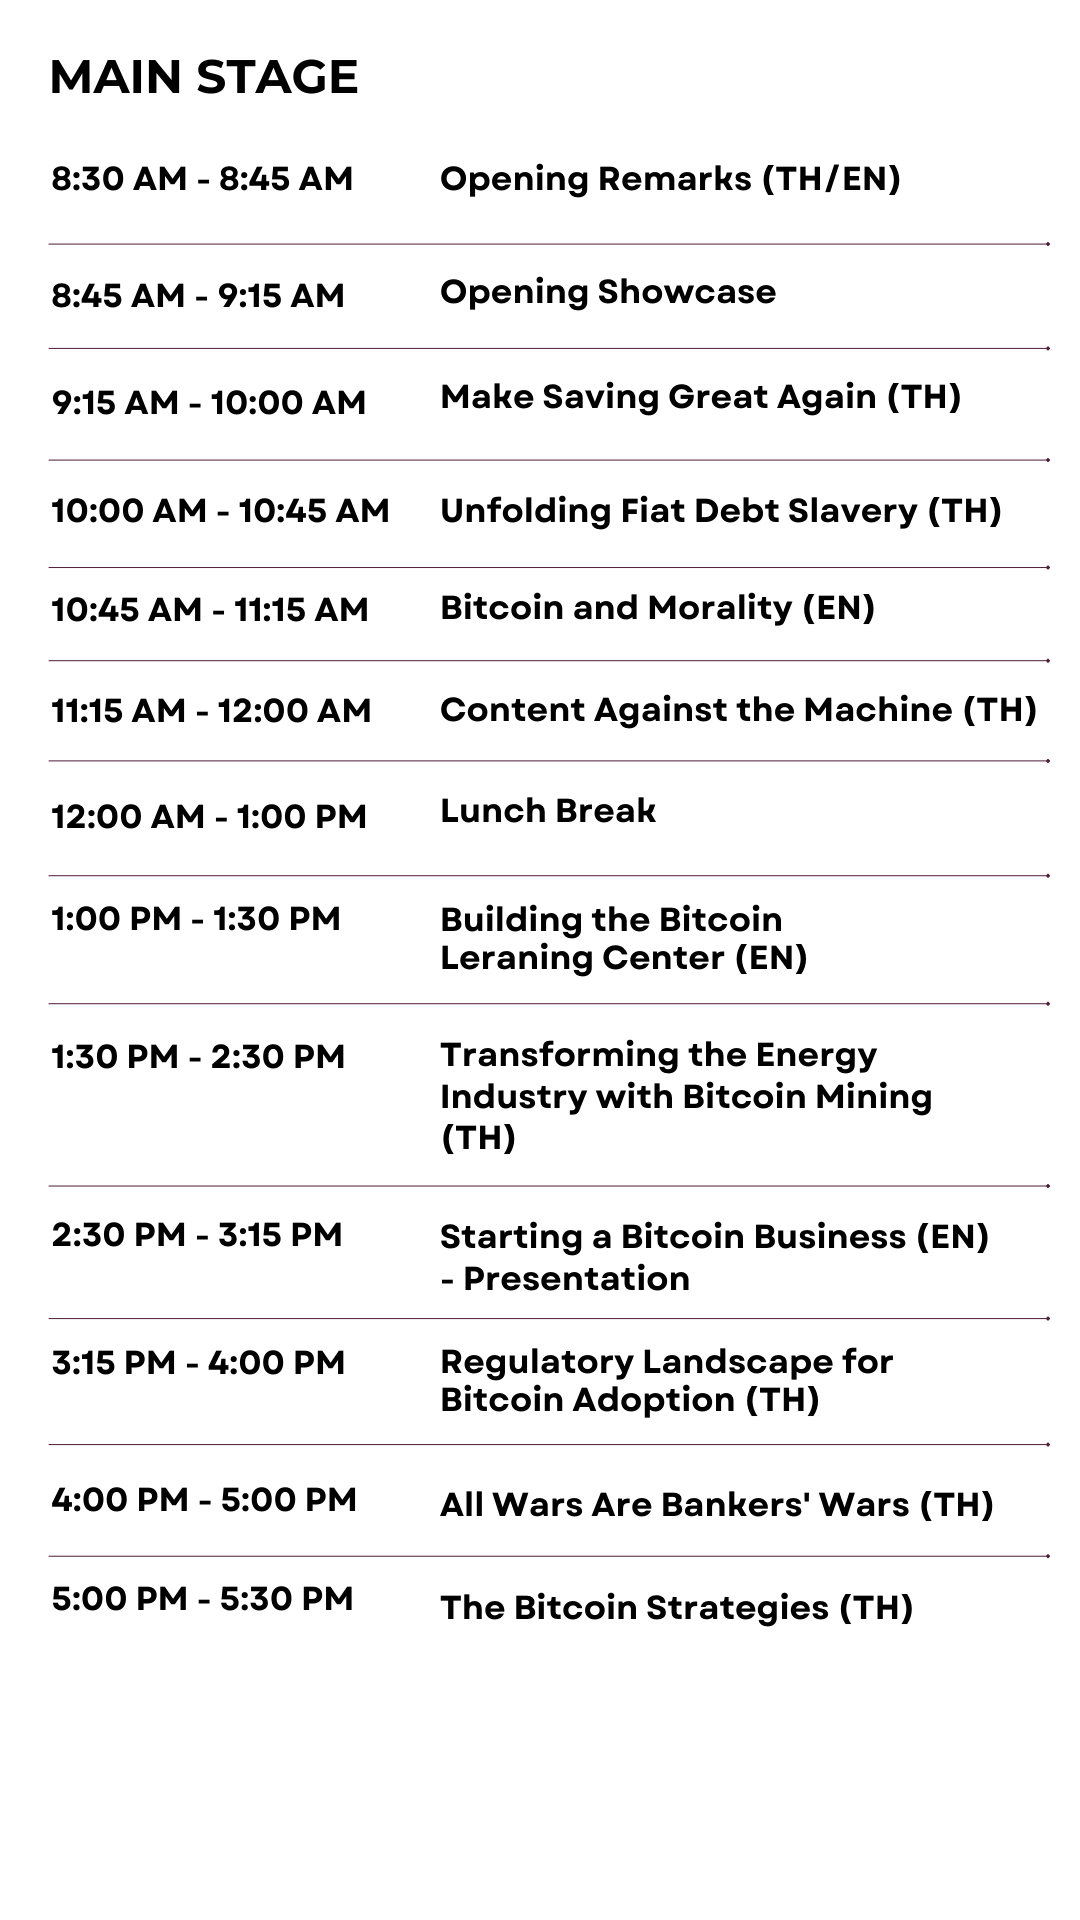 MAIN STAGE
8:30 AM - 8:45 AM Opening Remarks (TH/EN)
8:45 AM - 9:15 AM Opening Showcase
9:15 AM - 10:00 AM Make Saving Great Again (TH)
10:00 AM - 10:45 AM Unfolding Fiat Debt Slavery (TH)
10:45 AM - 11:15 AM Bitcoin and Morality (EN)
11:15 AM - 12:00 AM Content Against the Machine (TH)
12:00 AM - 1:00 PM Lunch Break
1:00 PM - 1:30 PM Building the Bitcoin
Leraning Center (EN)
1:30 PM - 2:30 PM Transforming the Energy
Industry with Bitcoin Mining
(TH)
2:30 PM - 3:15 PM Starting a Bitcoin Business (EN)
- Presentation
3:15 PM - 4:00 PM Regulatory Landscape for
Bitcoin Adoption (TH)
4:00 PM - 5:00 PM All Wars Are Bankers' Wars (TH)
5:00 PM - 5:30 PM The Bitcoin Strategies (TH)